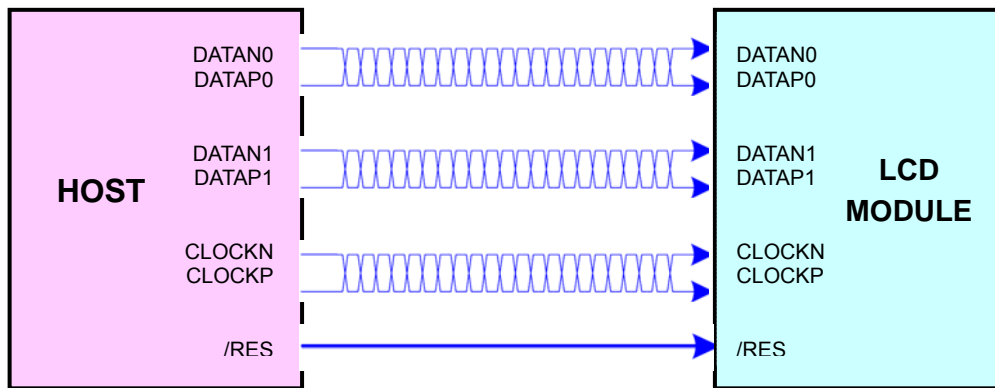 DATAN0
DATAP0
DATAN1
DATAP1
HOST
CLOCKN
CLOCKP
/RES
DATAN0
DATAP0
DATAN1
DATAP1
LCD
MODULE
CLOCKN
CLOCKP
/RES